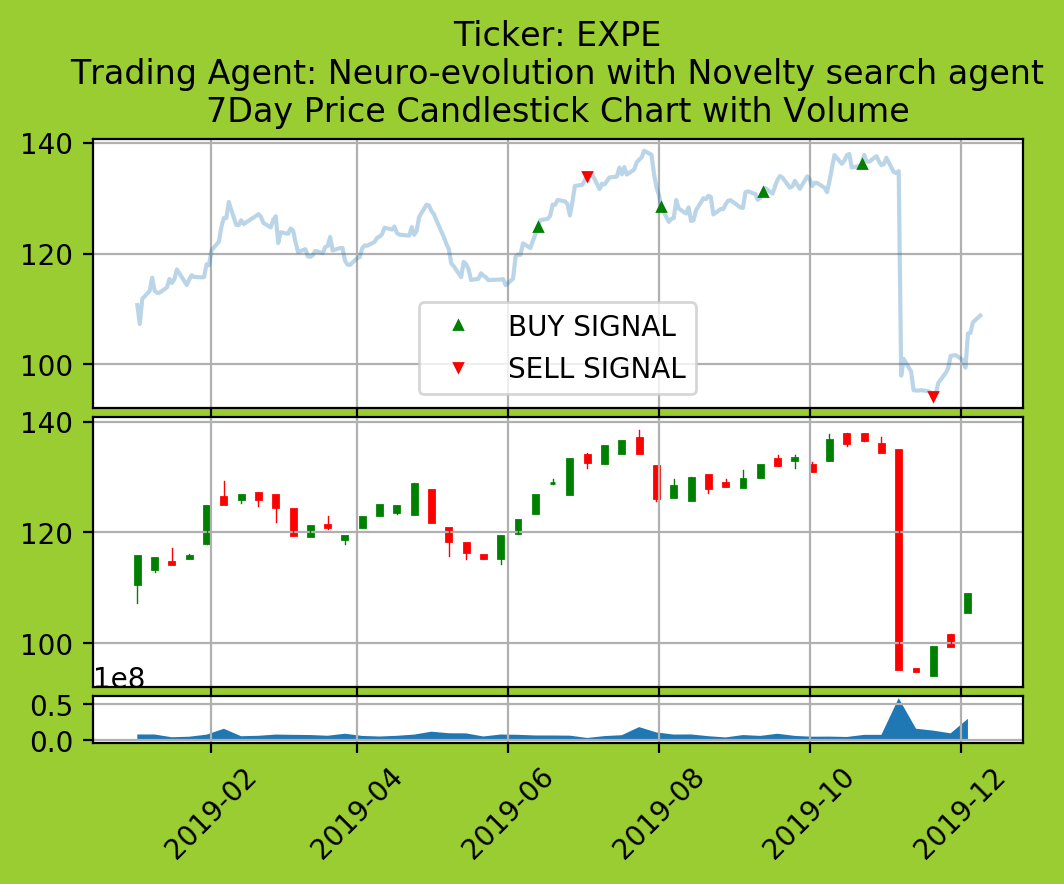 Ticker: EXPE
Trading Agent: Neuro-evolution with Novelty search agent
7Day Price Candlestick Chart with Volume
140
120
100
BUY SIGNAL
SELL SIGNAL
140
120
100
1e8
0.5
0.0
2019-02
2019-04
2019-06
2019-08
2019-10
2019-12